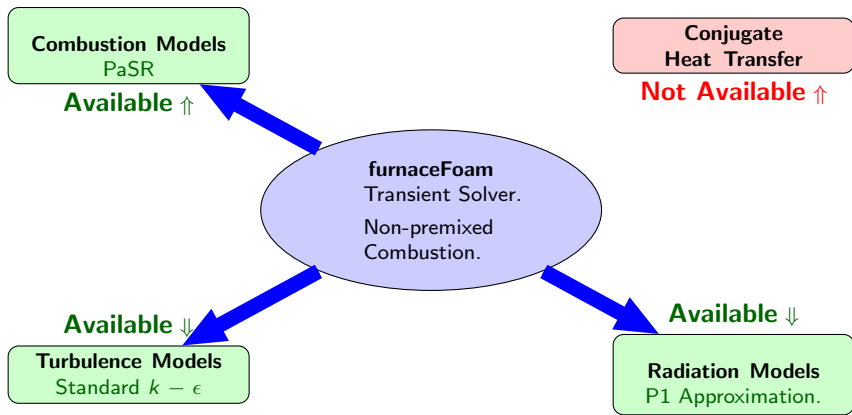 Combustion Models
PaSR
Available ⇑
Conjugate
Heat Transfer
Not Available ⇑
furnaceFoam
Transient Solver.
Non-premixed
Combustion.
Available ⇓
Turbulence Models
Standard k − ϵ
Available ⇓
Radiation Models
P1 Approximation.